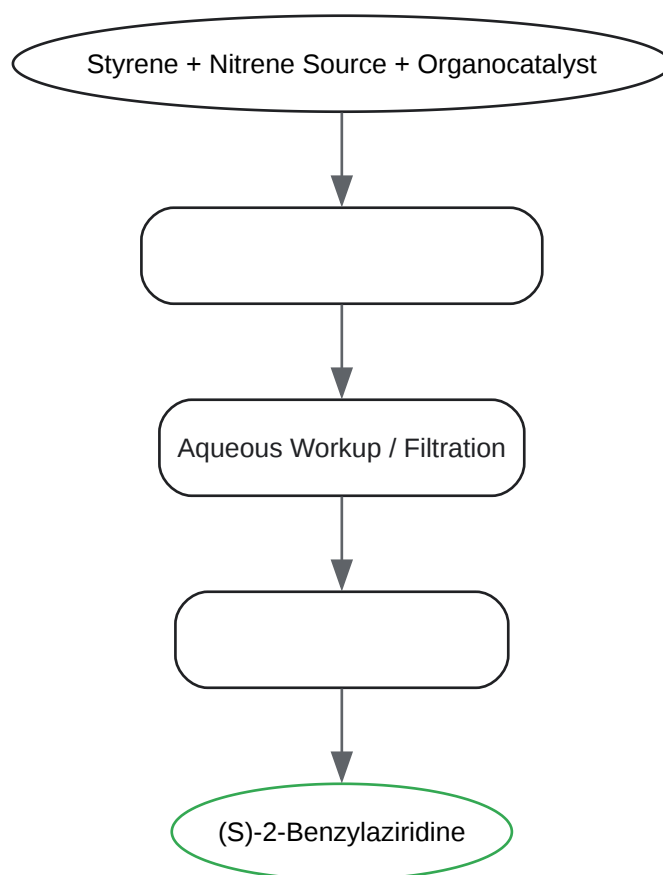 Styrene + Nitrene Source + Organocatalyst
Aqueous Workup / Filtration
(S)-2-Benzylaziridine